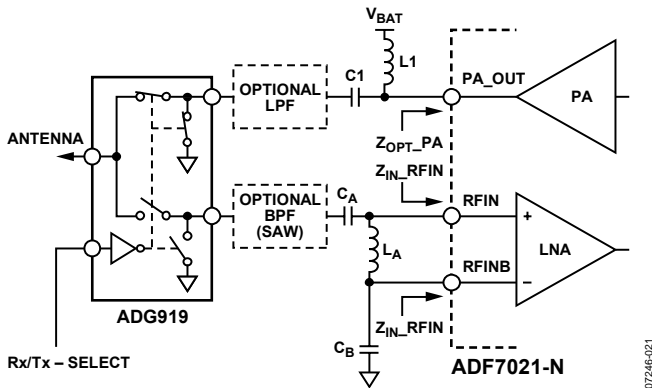 VBAT
L1
C1
PA_OUT
PA
OPTIONAL
LPF
ANTENNA
ZOPT_PA
ZIN_RFIN
CA
RFIN
OPTIONAL
BPF
(SAW)
LA
+
LNA
RFINB
−
ZIN_RFIN
ADG919
CB
Rx/Tx – SELECT
ADF7021-N
07246-021